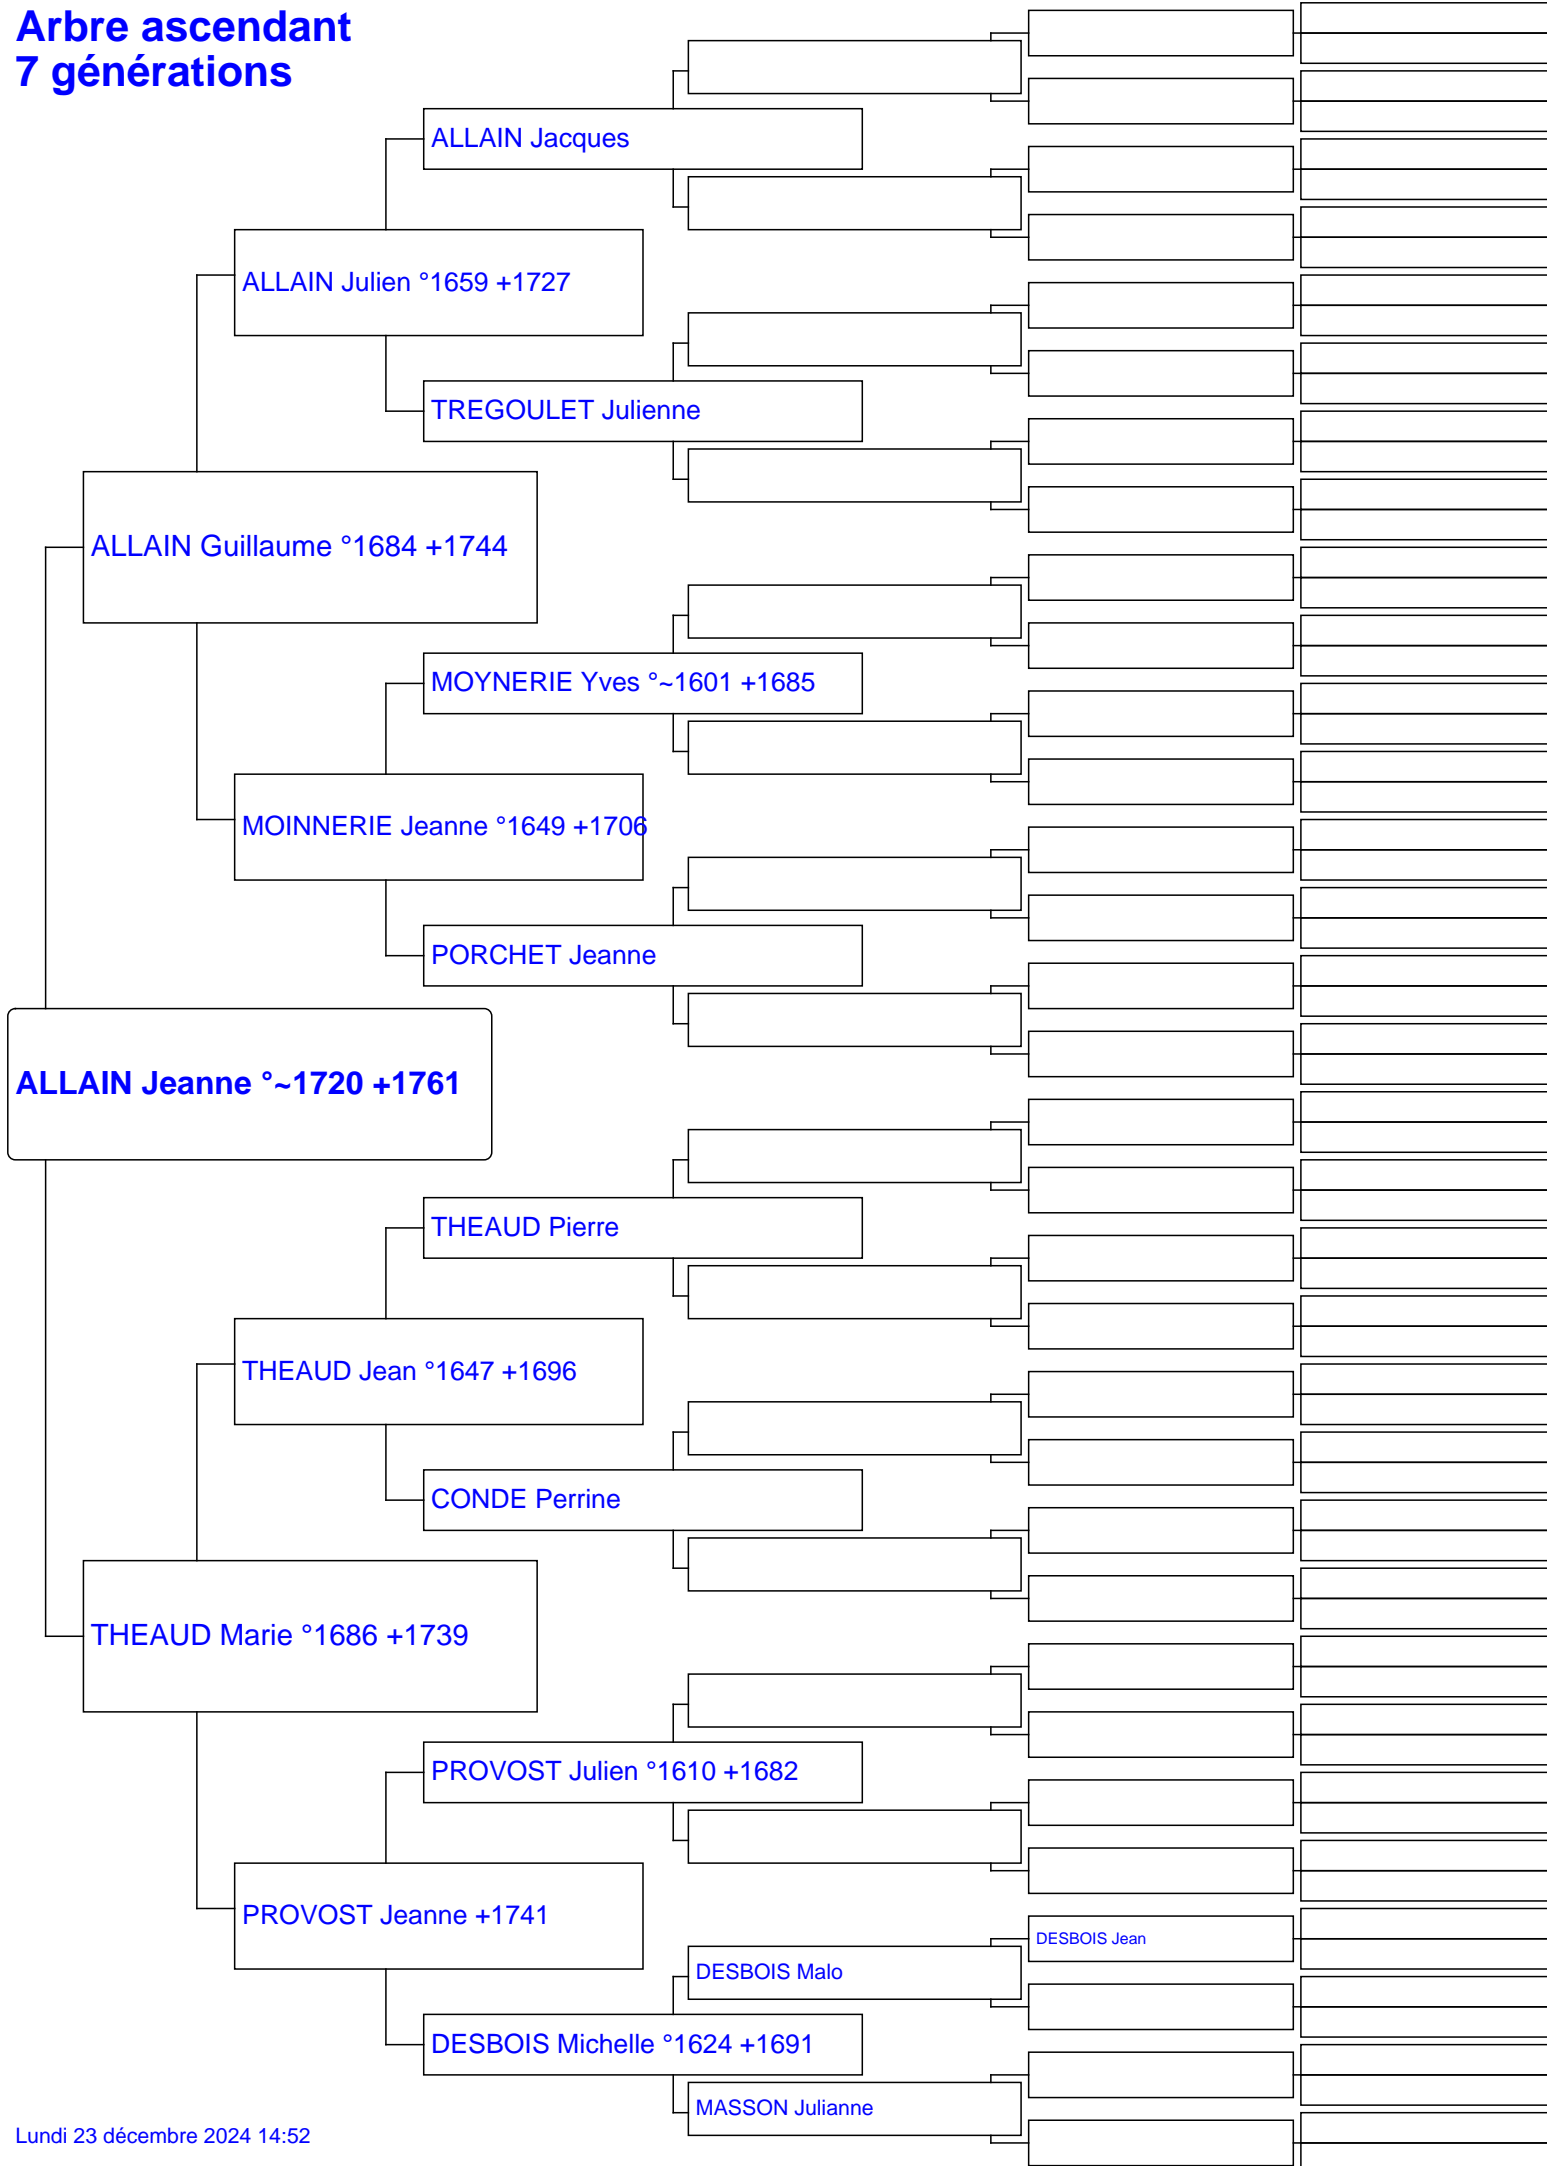 Arbre ascendant
7 générations
ALLAIN Jacques
ALLAIN Julien °1659 +1727
TREGOULET Julienne
ALLAIN Guillaume °1684 +1744
MOYNERIE Yves °~1601 +1685
MOINNERIE Jeanne °1649 +1706
PORCHET Jeanne
ALLAIN Jeanne °~1720 +1761
THEAUD Pierre
THEAUD Jean °1647 +1696
CONDE Perrine
THEAUD Marie °1686 +1739
PROVOST Julien °1610 +1682
PROVOST Jeanne +1741
DESBOIS Jean
DESBOIS Malo
DESBOIS Michelle °1624 +1691
MASSON Julianne
Lundi 23 décembre 2024 14:52